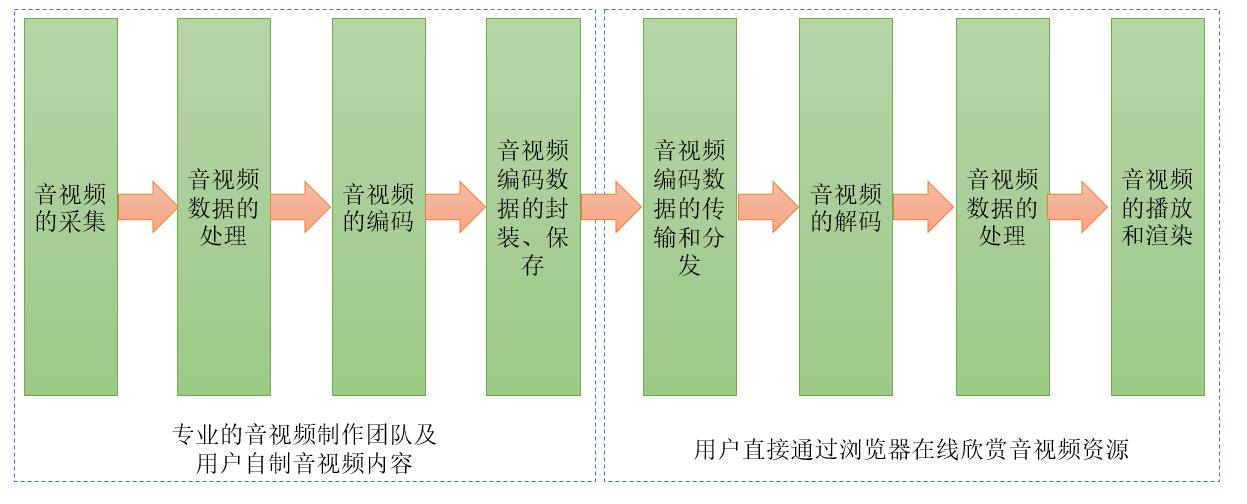 音视频
的采集
音视频
数据的
处理
音视频
的编码
音视频
编码数
据的封
装、保
存
音视频
编码数
据的传
输和分
发
音视频
的解码
音视频
数据的
处理
音视频
的播放
和渲染
专业的音视频制作团队及
用户自制音视频内容
用户直接通过浏览器在线欣赏音视频资源